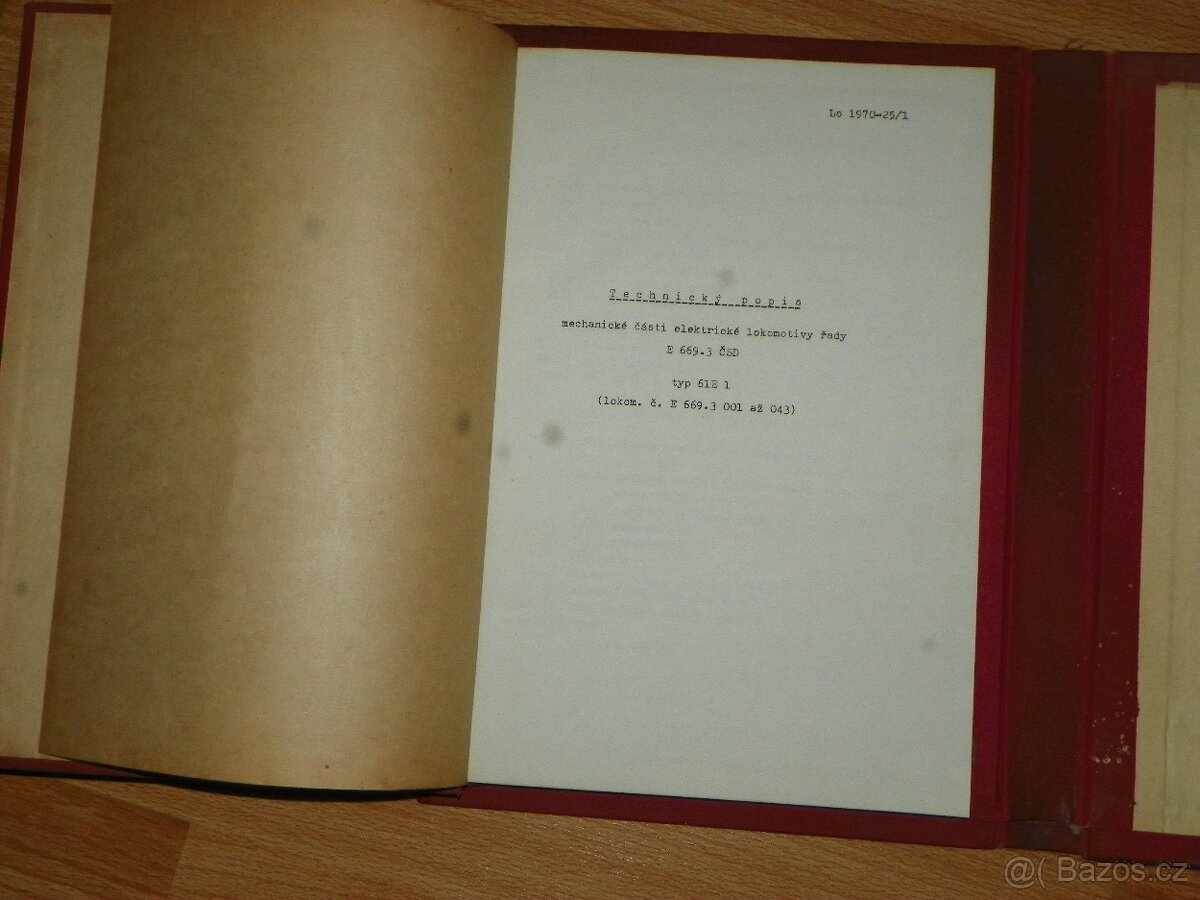 Lo 1970-25/1
Technický popis
mechanické části elektrické lokomotivy řady
E 669.3 ČSD
typ 61E 1
(lokom. č. E 669.3 001 až 043)
@( Bazos.cz